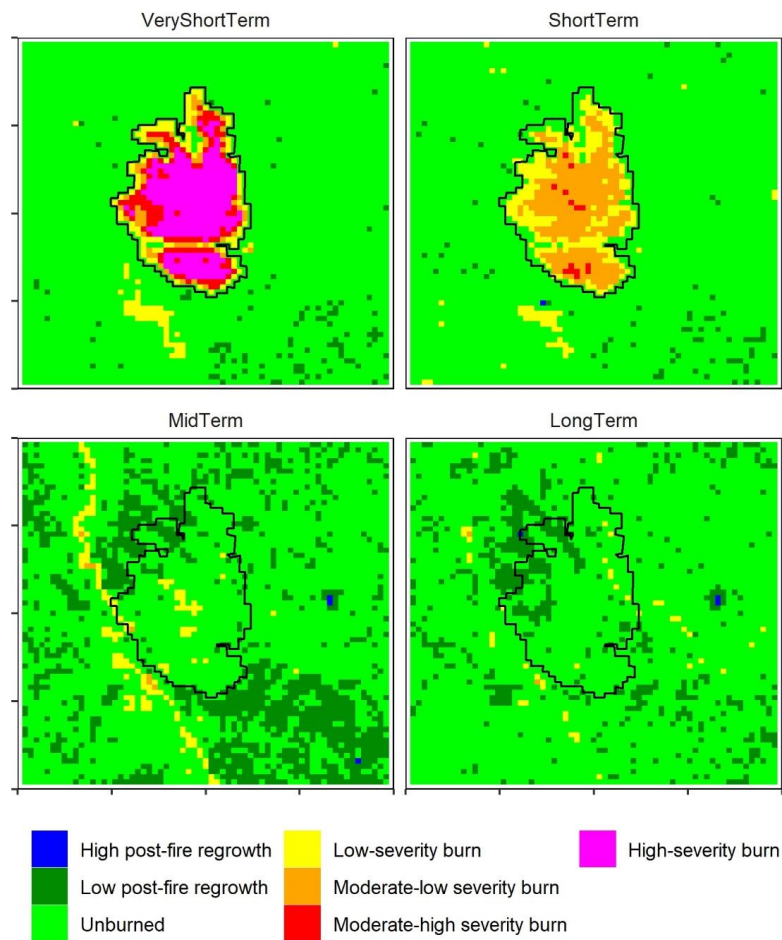 VeryShortTerm
ShortTerm
MidTerm
LongTerm
High post-fire regrowth
Low-severity burn
High-severity burn
Low post-fire regrowth
Moderate-low severity burn
Unburned
Moderate-high severity burn